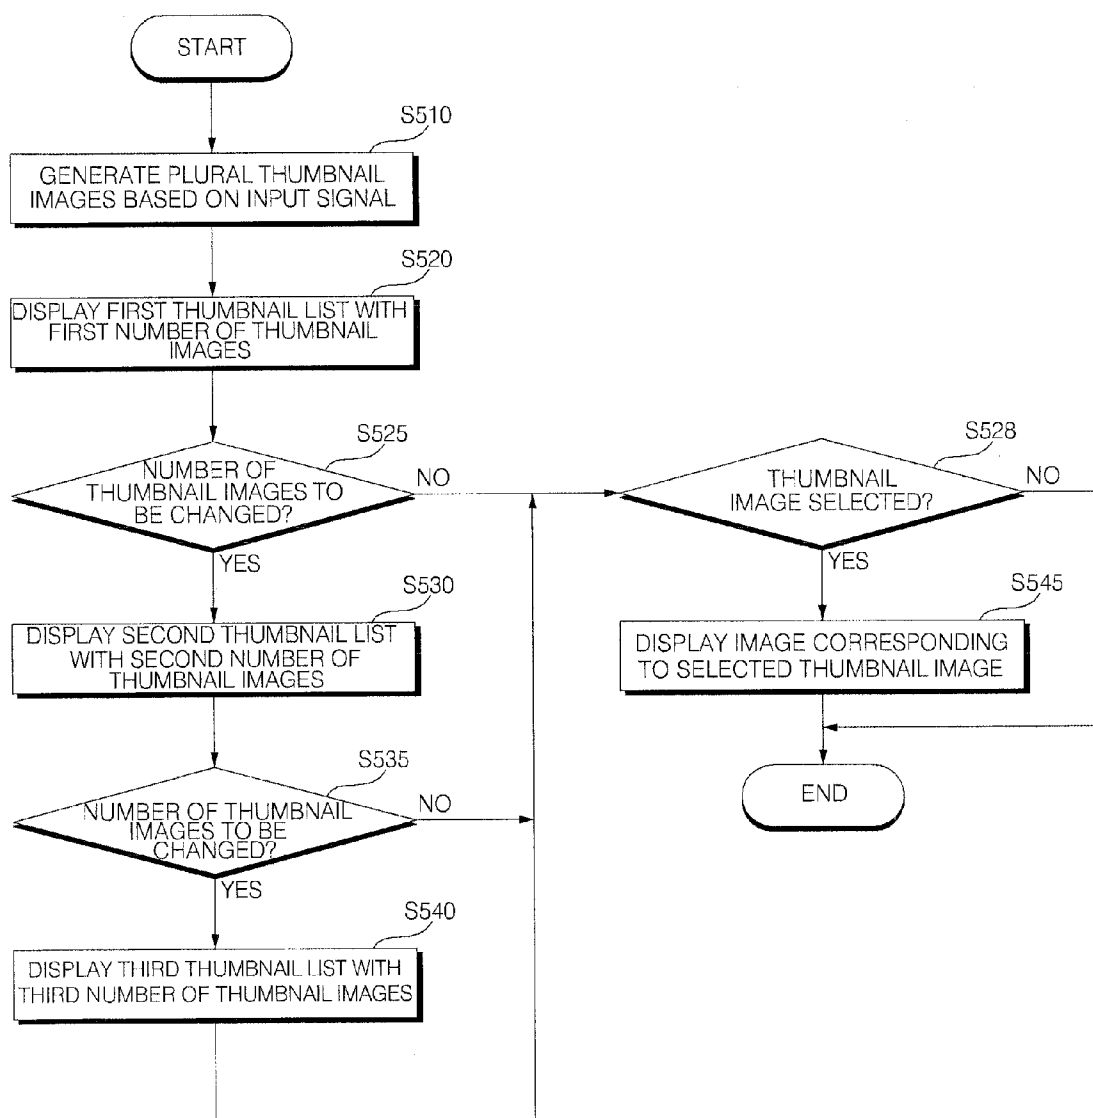 START
S510
GENERATE PLURAL THUMBNAIL
IMAGES BASED ON INPUT SIGNAL
S520
DISPLAY FIRST THUMBNAIL LIST WITH
FIRST NUMBER OF THUMBNAIL
IMAGES
S525
NUMBER OF
THUMBNAIL IMAGES TO
BE CHANGED?
NO
YES
S528
THUMBNAIL
IMAGE SELECTED?
NO
YES
S530
DISPLAY SECOND THUMBNAIL LIST
WITH SECOND NUMBER OF
THUMBNAIL IMAGES
S545
DISPLAY IMAGE CORRESPONDING
TO SELECTED THUMBNAIL IMAGE
S535
NUMBER OF THUMBNAIL
IMAGES TO BE
CHANGED?
NO
YES
END
S540
DISPLAY THIRD THUMBNAIL LIST WITH
THIRD NUMBER OF THUMBNAIL IMAGES